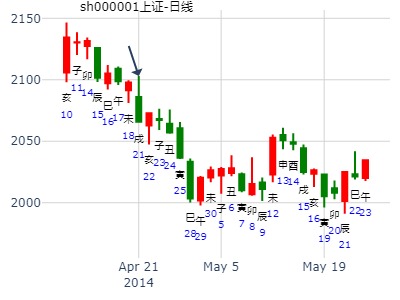 sh000001上证-日线
2150
2100
2050
2000
亥
10
子
11
卯
14
辰
15
巳
16
午
17
未
18
戌
21
亥
22
子
23
丑
24
寅
25
巳
28
午
29
未
30
子
5
丑
6
寅
7
卯
8
辰
9
未
12
申
13
酉
14
戌
15
亥
16
寅
19
卯
20
辰
21
巳
22
午
23
Apr 21
2014
May 5
May 19